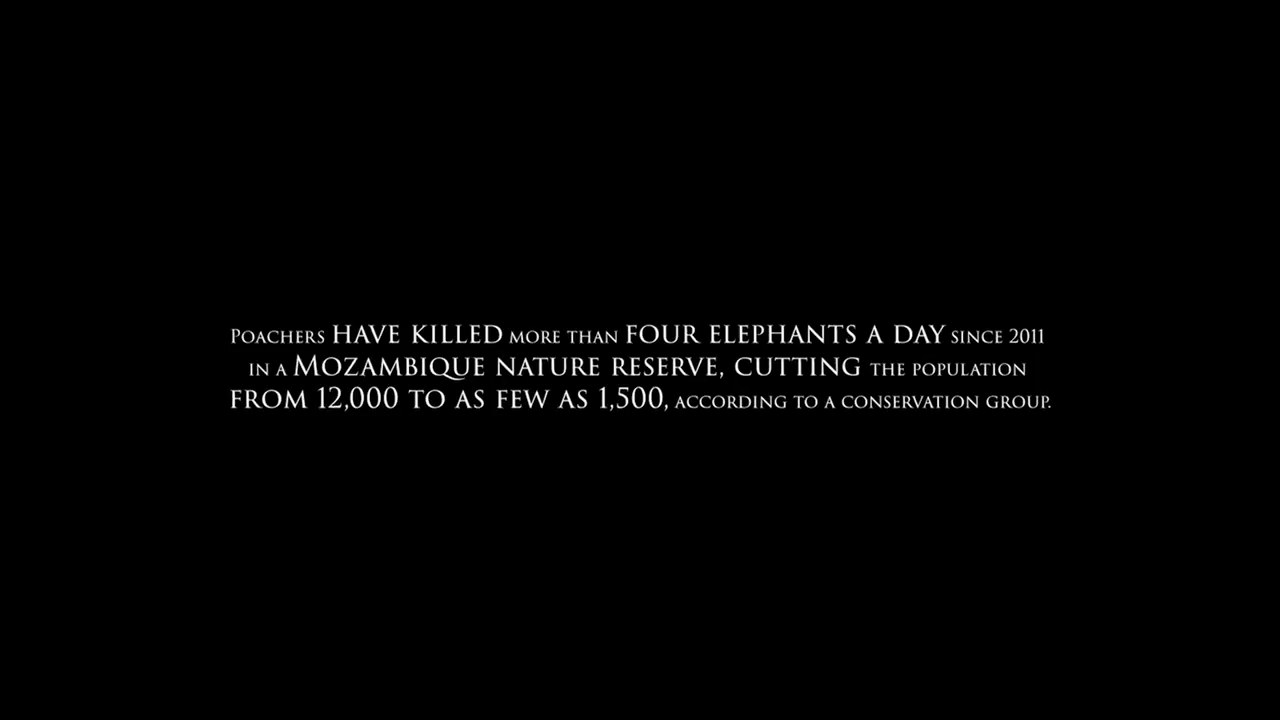 Poachers HAVE KILLED MORE THAN FOUR ELEPHANTS A DAY SINCE 2011
IN A MOZAMBIQUE NATURE RESERVE, CUTTING THE POPULATION
FROM 12,000 TO AS FEW AS 1,500, ACCORDING TO A CONSERVATION GROUP.